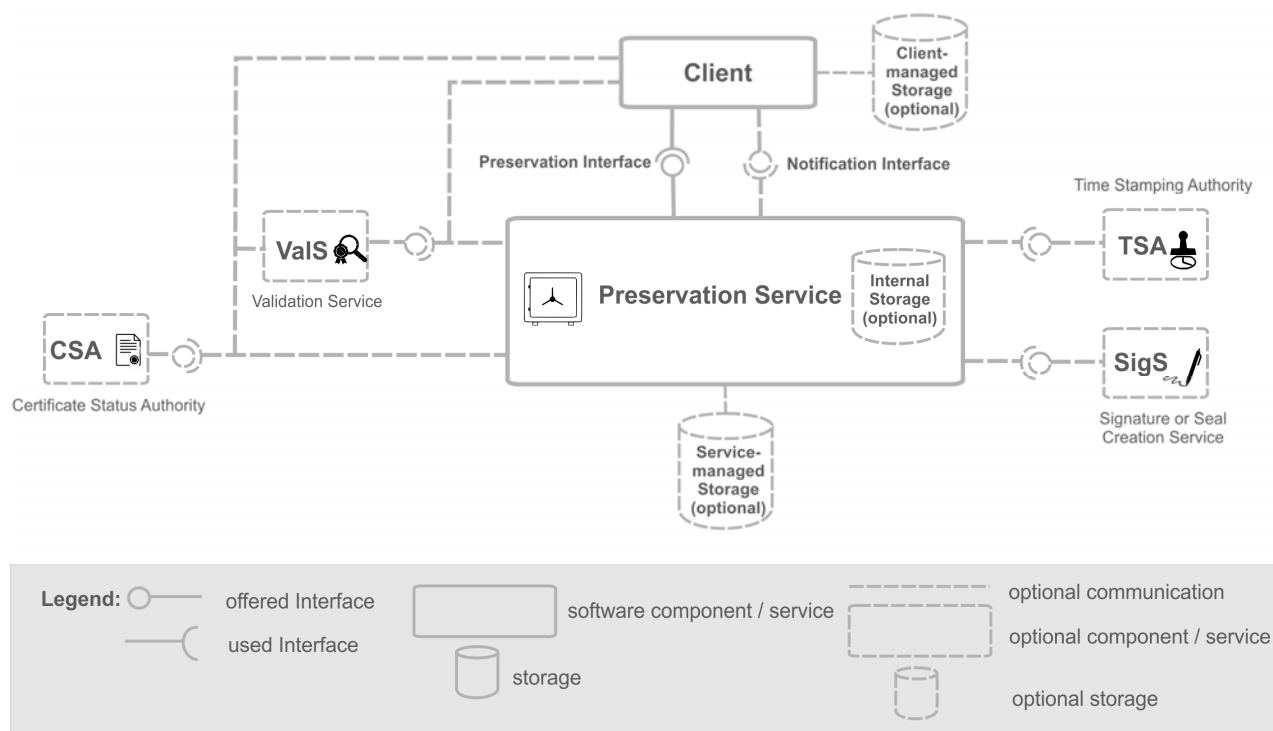 Client
Client-
managed
Storage
(optional)
Preservation Interface
Notification Interface
Time Stamping Authority
ValS
TSA
Validation Service
Preservation Service
Internal
Storage
(optional)
CSA
Certificate Status Authority
SigS
Signature or Seal
Creation Service
Service-
managed
Storage
(optional)
Legend:
offered Interface
used Interface
software component / service
storage
optional communication
optional component / service
optional storage